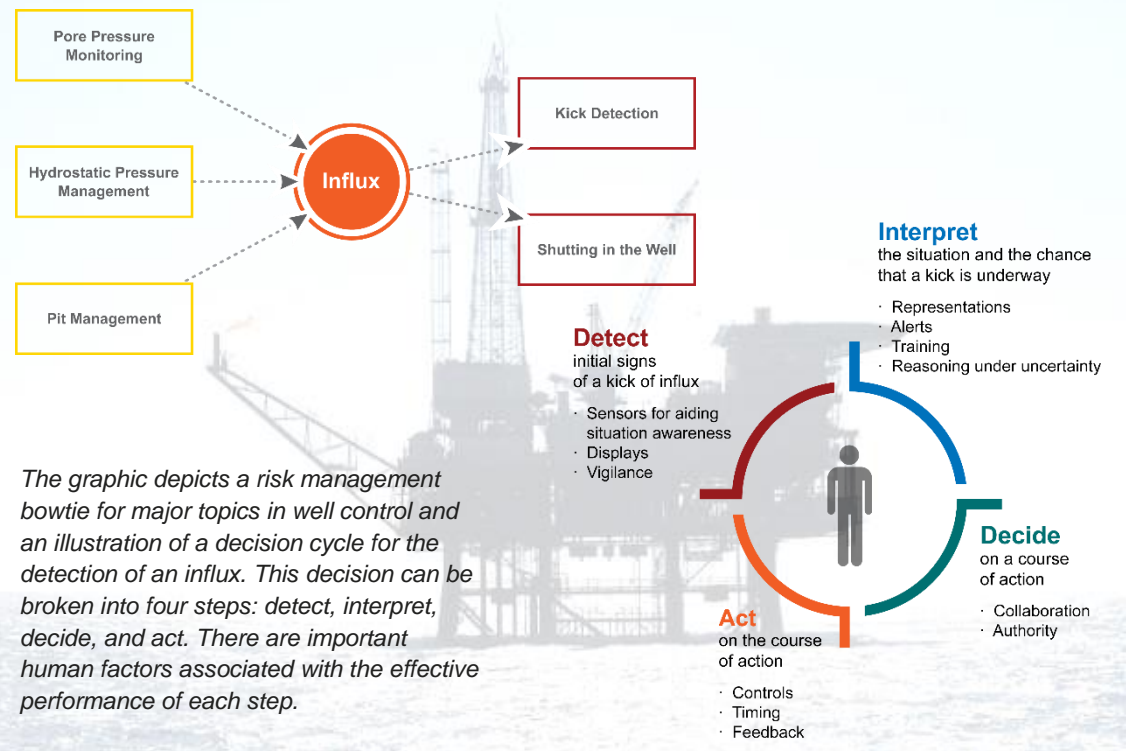 Pore Pressure
Monitoring
Hydrostatic Pressure
Management
Pit Management
Influx
Kick Detection
Shutting in the Well
Interpret
the situation and the chance
that a kick is underway
· Representations
· Alerts
· Training
· Reasoning under uncertainty
Detect
initial signs
of a kick of influx
· Sensors for aiding
situation awareness
· Displays
· Vigilance
Decide
on a course
of action
· Collaboration
· Authority
Act
on the course
of action
· Controls
· Timing
· Feedback
The graphic depicts a risk management
bowtie for major topics in well control and
an illustration of a decision cycle for the
detection of an influx. This decision can be
broken into four steps: detect, interpret,
decide, and act. There are important
human factors associated with the effective
performance of each step.